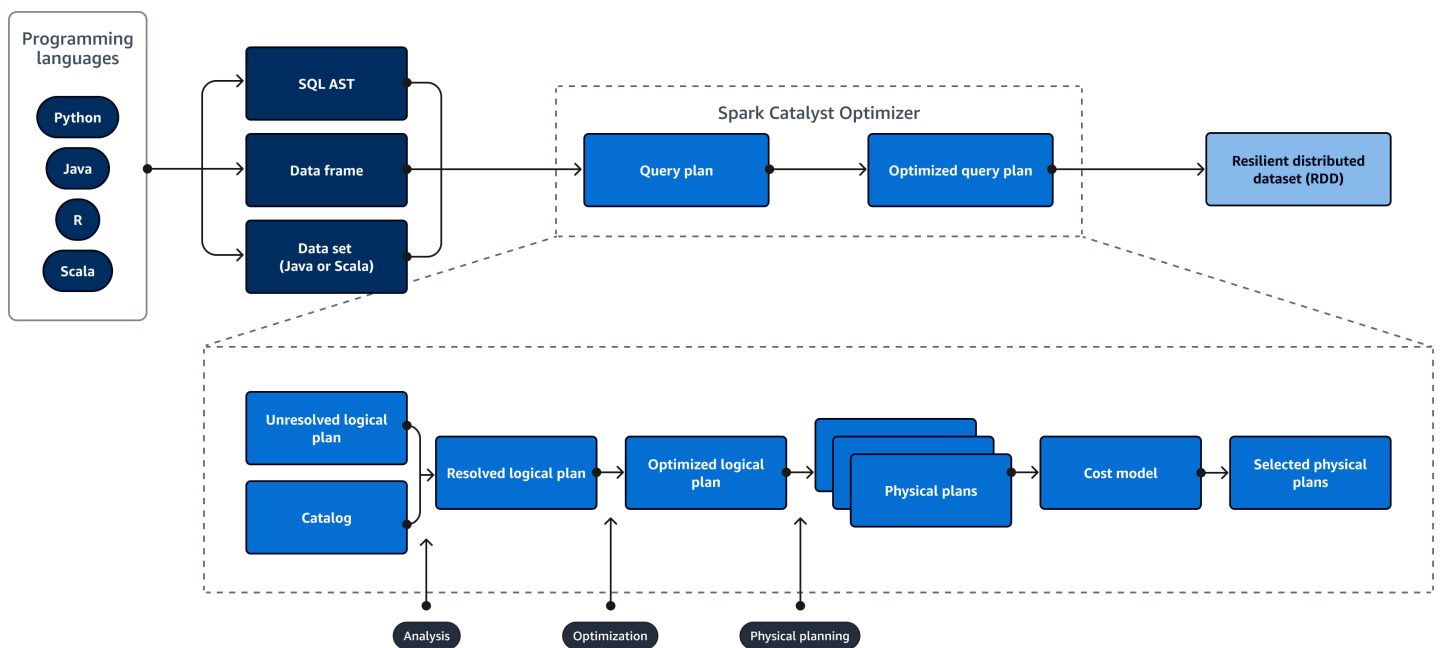 Programming
languages
Python
Java
R
Scala
SQL AST
Data frame
Data set
(Java or Scala)
Spark Catalyst Optimizer
Query plan
Optimized query plan
Resilient distributed
dataset (RDD)
Unresolved logical
plan
Catalog
Resolved logical plan
Optimized logical
plan
Physical plans
Cost model
Selected physical
plans
Analysis
Optimization
Physical planning